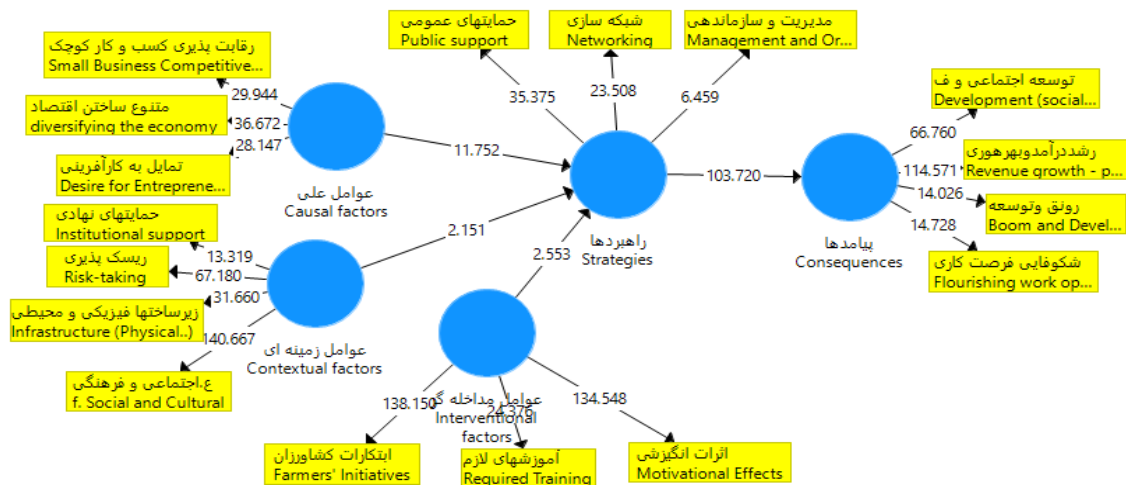 حمایتهای عمومی
Public support
شبکه سازی
Networking
مدیریت و سازماندهی
Management and Or...
رقابت پذیری کسب و کار کوچک
Small Business Competitive...
متنوع ساختن اقتصاد
diversifying the economy
تمایل به کارآفرینی
Desire for Entreprene...
29.944
36.672
28.147
عوامل علی
Causal factors
35.375
23.508
6.459
11.752
توسعه اجتماعی و ف
Development (social...
رشددرآمدوبهرهوری
Revenue growth - p...
رونق وتوسعه
Boom and Devel...
شکوفایی فرصت کاری
Flourishing work op...
66.760
114.571
14.026
14.728
103.720
راهبردها
Strategies
پیامدها
Consequences
حمایتهای نهادی
Institutional support
ریسک پذیری
Risk-taking
زیرساختها فیزیکی و محیطی
Infrastructure (Physical..)
ع.اجتماعی و فرهنگی
f. Social and Cultural
13.319
67.180
31.660
140.667
2.151
2.553
عوامل زمینه ای
Contextual factors
عوامل مداخله گر
Interventional
factors
138.150
24.376
134.548
ابتکارات کشاورزان
Farmers' Initiatives
آموزشهای لازم
Required Training
اثرات انگیزشی
Motivational Effects